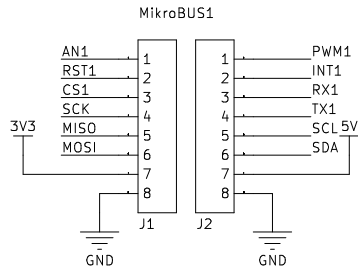 MikroBUS1
AN1 1 1 PWM1
RST1 2 2 INT1
CS1 3 3 RX1
SCK 4 4 TX1
3V3 MISO 5 5 SCL 5V
MOSI 6 6 SDA
7 7
8 8
J1 J2
GND GND